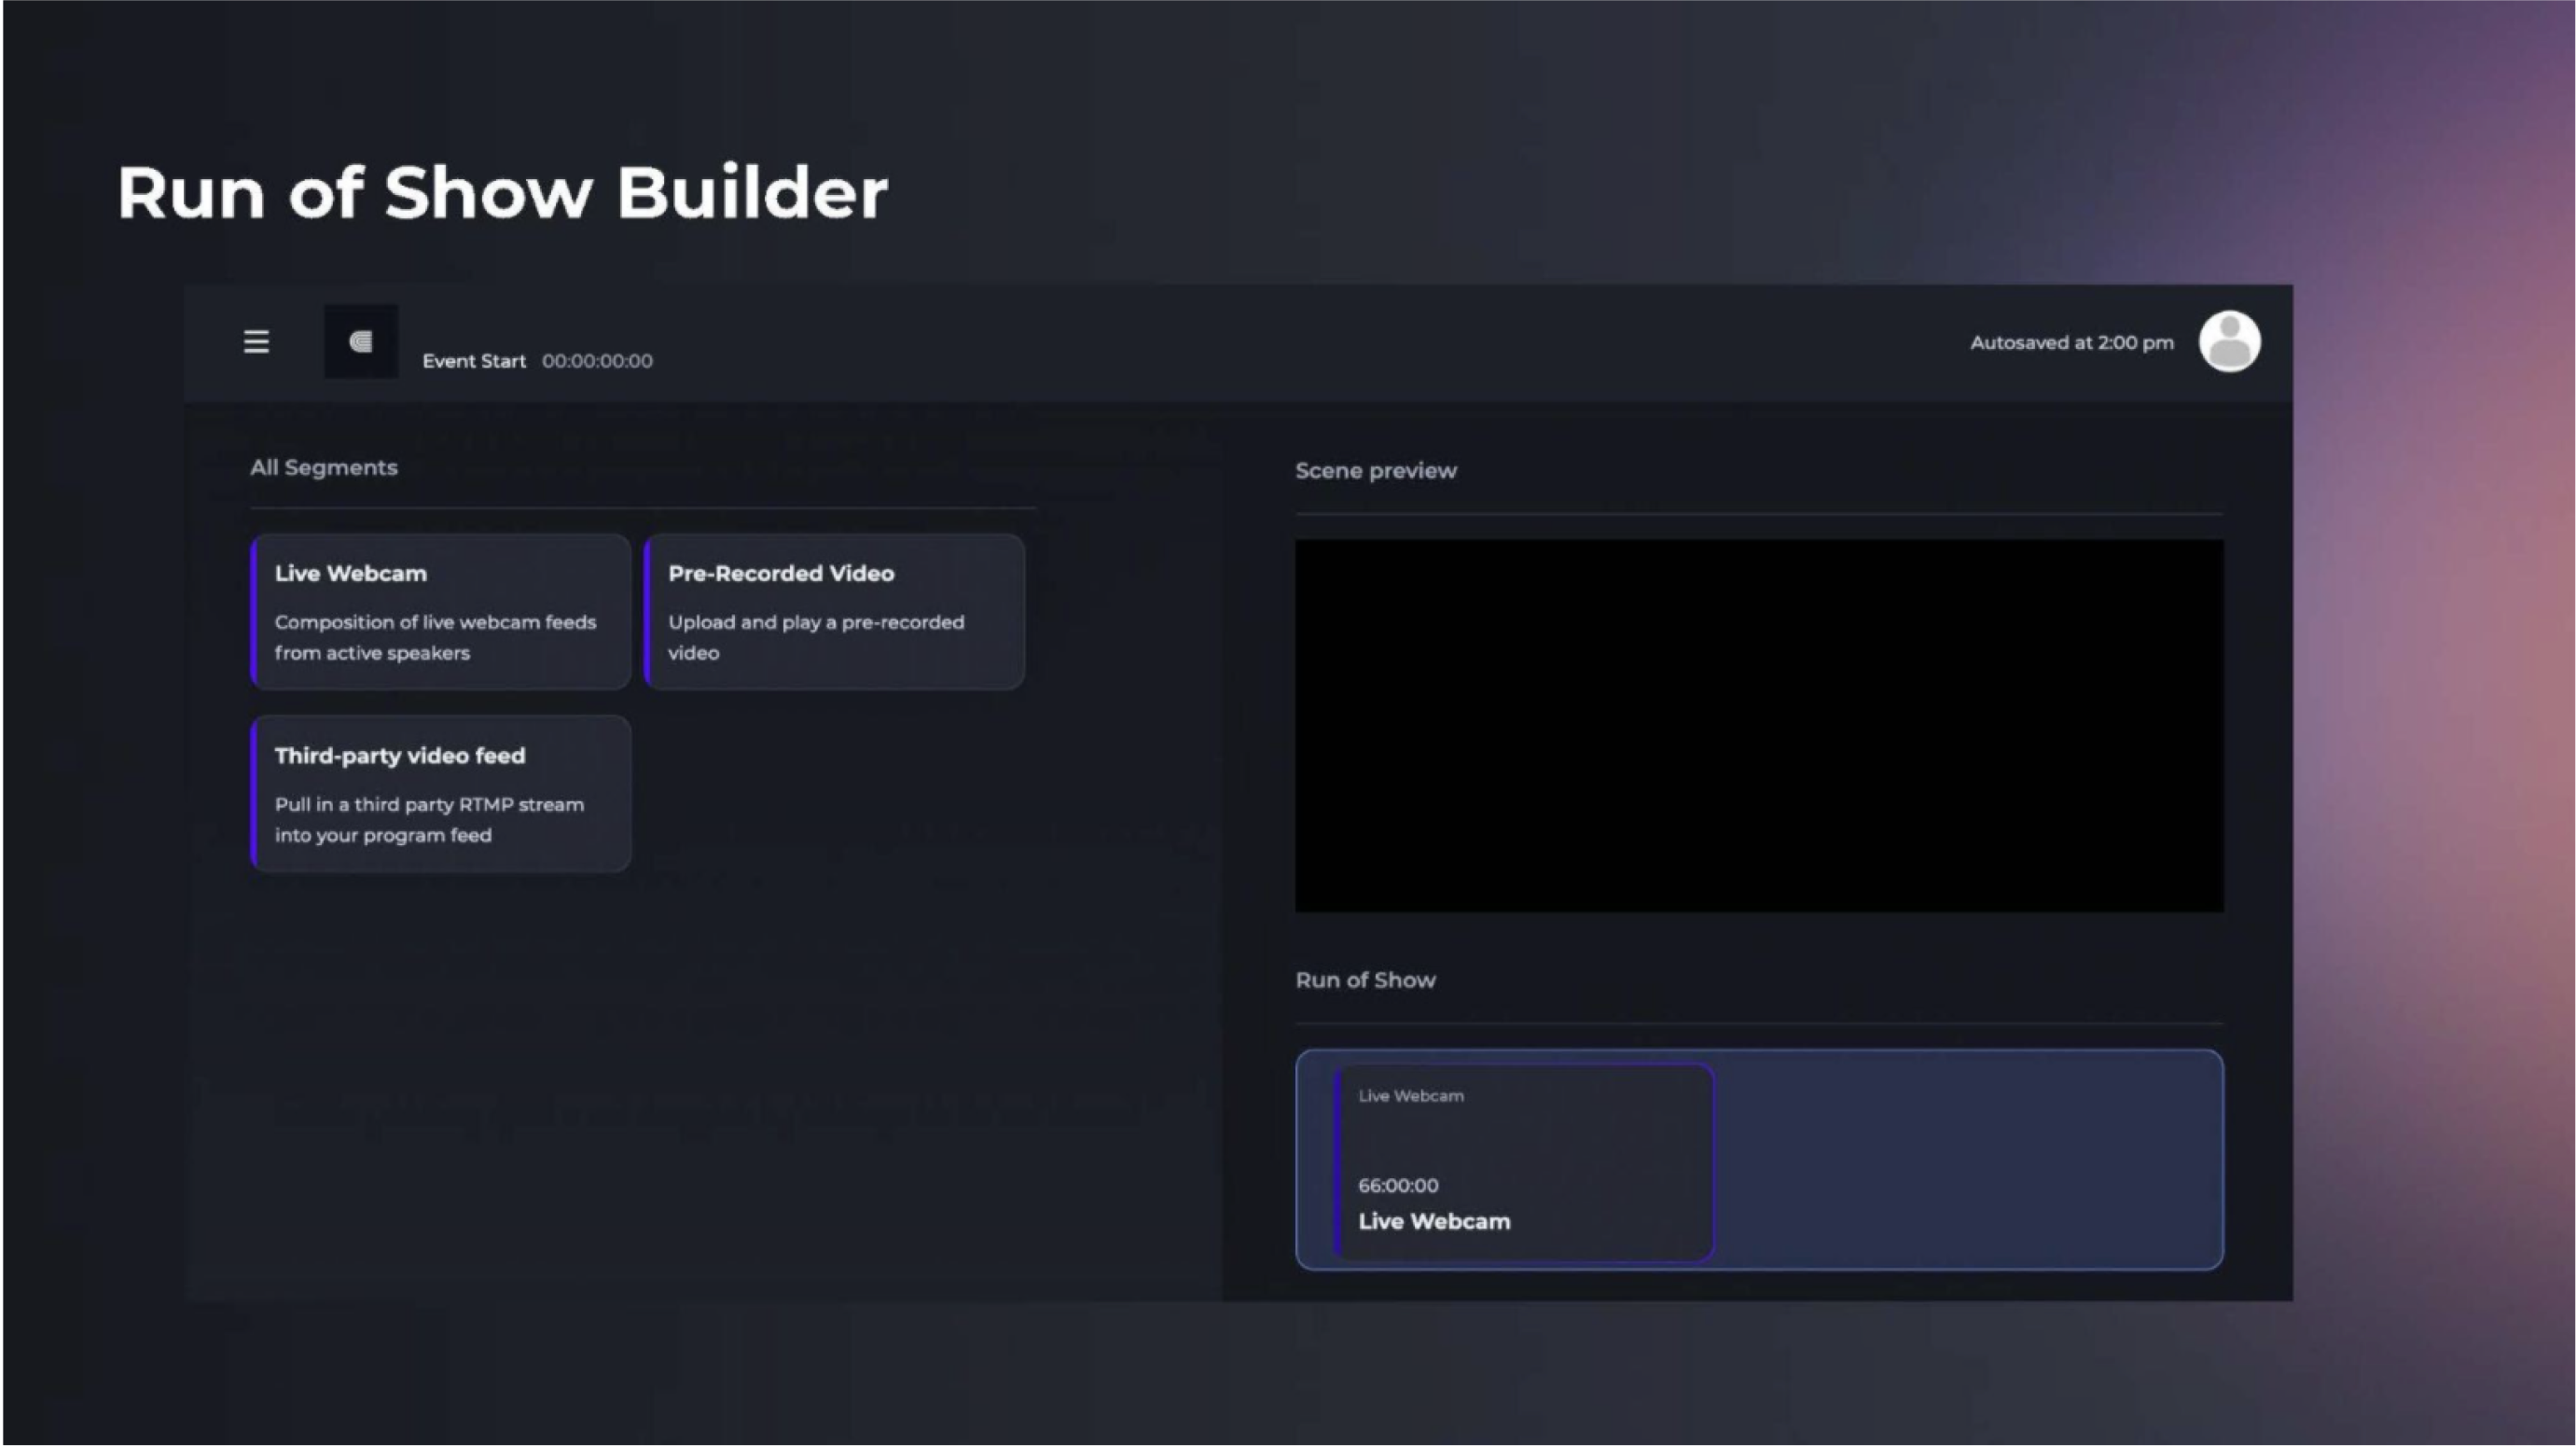 Run of Show Builder
Event Start 00:00:00:00
Autosaved at 2:00 pm
All Segments
Live Webcam
Composition of live webcam feeds
from active speakers
Pre-Recorded Video
Upload and play a pre-recorded
video
Third-party video feed
Pull in a third party RTMP stream
into your program feed
Scene preview
Run of Show
Live Webcam
66:00:00
Live Webcam